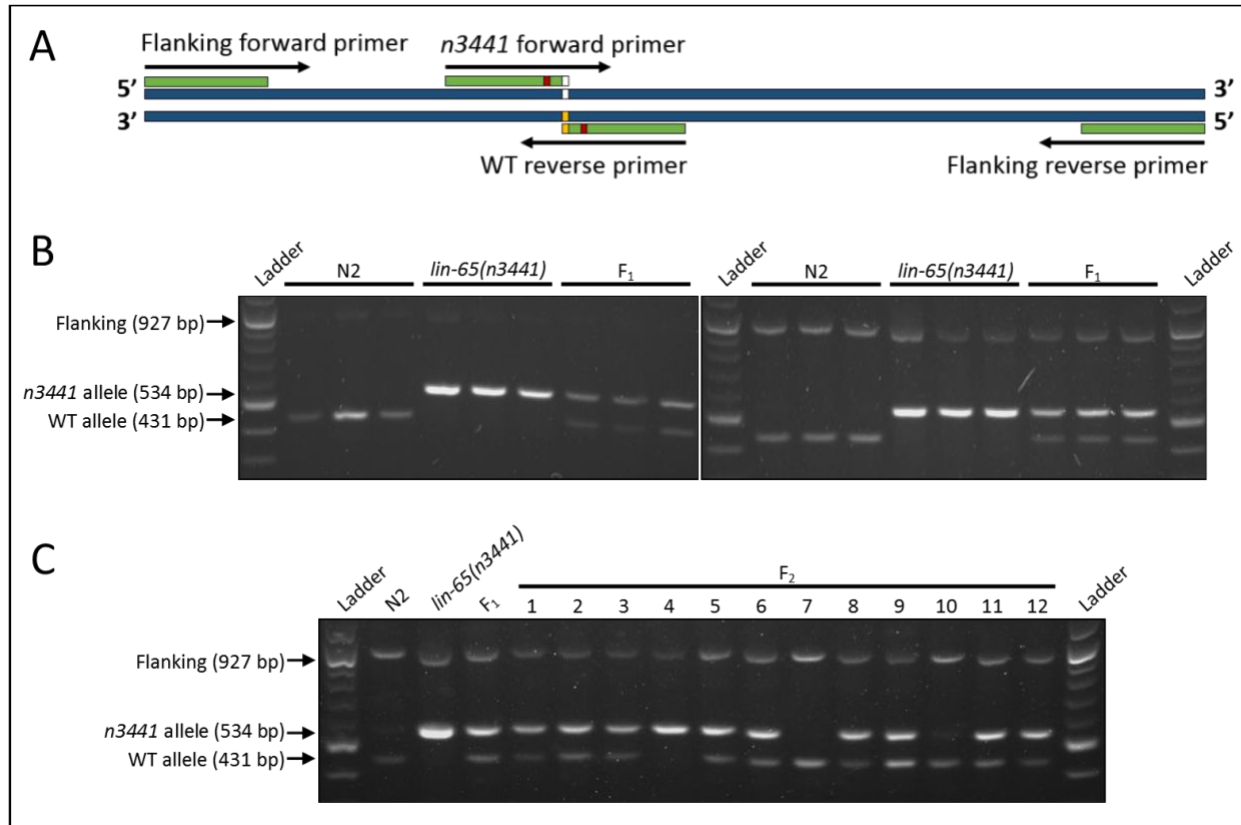 A
Flanking forward primer
n3441 forward primer
5’
3’
3’
5’
WT reverse primer
Flanking reverse primer
B
Ladder
N2
lin-65(n3441)
F₁
Ladder
N2
lin-65(n3441)
F₁
Ladder
Flanking (927 bp)
n3441 allele (534 bp)
WT allele (431 bp)
C
Ladder
N2
lin-65(n3441)
F₁
F₂
1 2 3 4 5 6 7 8 9 10 11 12
Ladder
Flanking (927 bp)
n3441 allele (534 bp)
WT allele (431 bp)